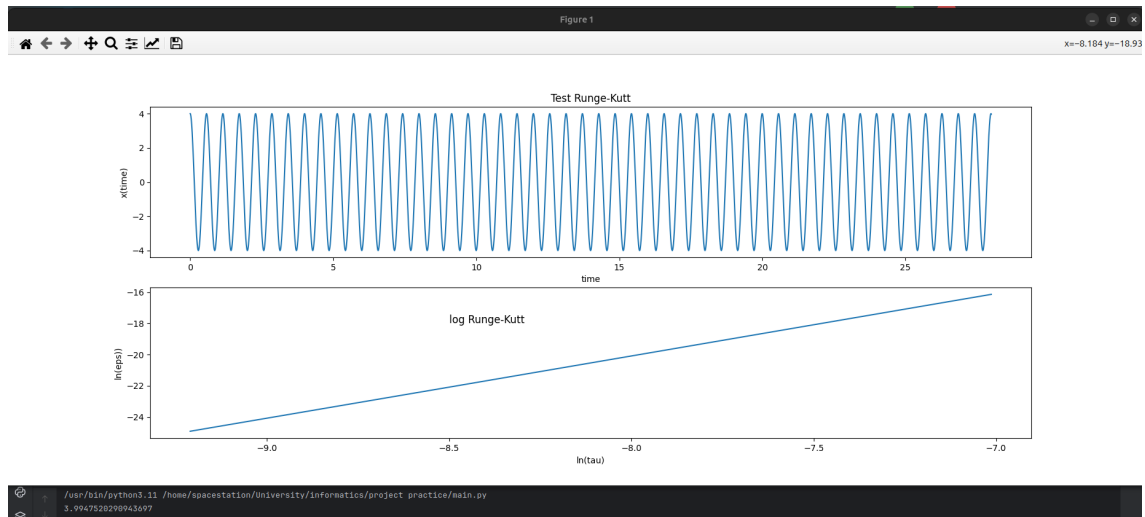 Figure 1
x=−8.184 y=−18.93
Test Runge-Kutt
4
2
0
−2
−4
x(time)
0 5 10 15 20 25
time
−16
−18
−20
−22
−24
ln(eps))
log Runge-Kutt
−9.0 −8.5 −8.0 −7.5 −7.0
ln(tau)
/usr/bin/python3.11 /home/spacestation/University/informatics/project practice/main.py
3.9947520290943697